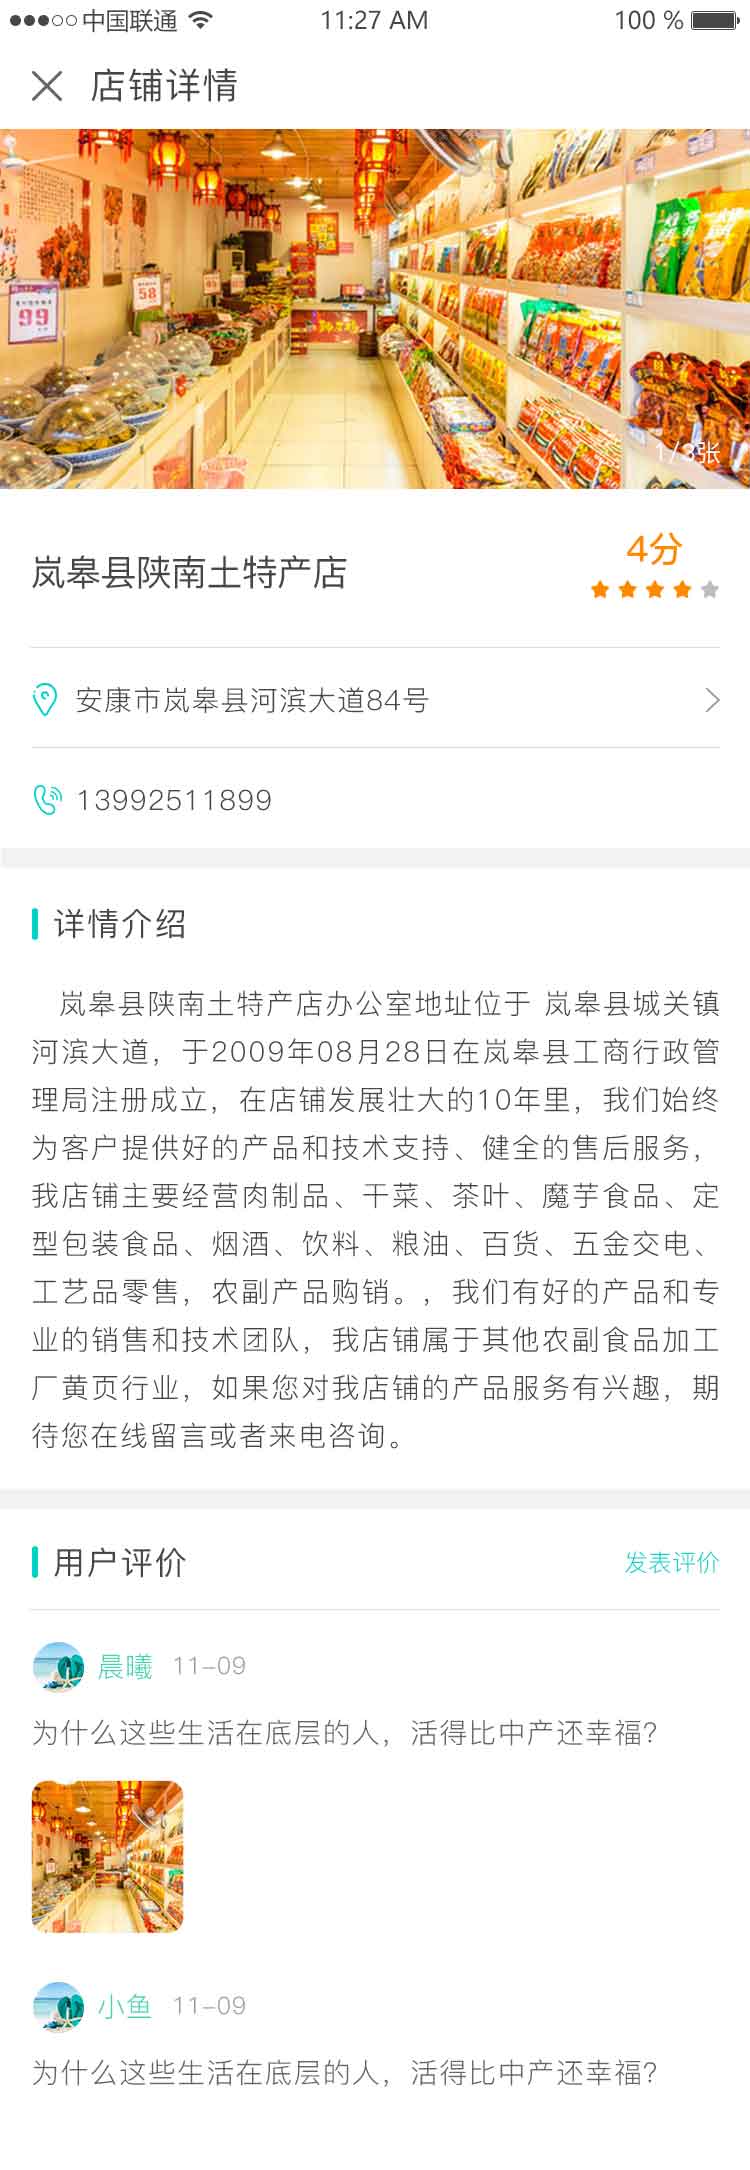 中国联通
11:27 AM
100 %
店铺详情
99
58
1/3张
岚皋县陕南土特产店
4分
安康市岚皋县河滨大道84号
13992511899
详情介绍
岚皋县陕南土特产店办公室地址位于 岚皋县城关镇
河滨大道，于2009年08月28日在岚皋县工商行政管
理局注册成立，在店铺发展壮大的10年里，我们始终
为客户提供好的产品和技术支持、健全的售后服务，
我店铺主要经营肉制品、干菜、茶叶、魔芋食品、定
型包装食品、烟酒、饮料、粮油、百货、五金交电、
工艺品零售，农副产品购销。，我们有好的产品和专
业的销售和技术团队，我店铺属于其他农副食品加工
厂黄页行业，如果您对我店铺的产品服务有兴趣，期
待您在线留言或者来电咨询。
用户评价
发表评价
晨曦 11-09
为什么这些生活在底层的人，活得比中产还幸福？
小鱼 11-09
为什么这些生活在底层的人，活得比中产还幸福？